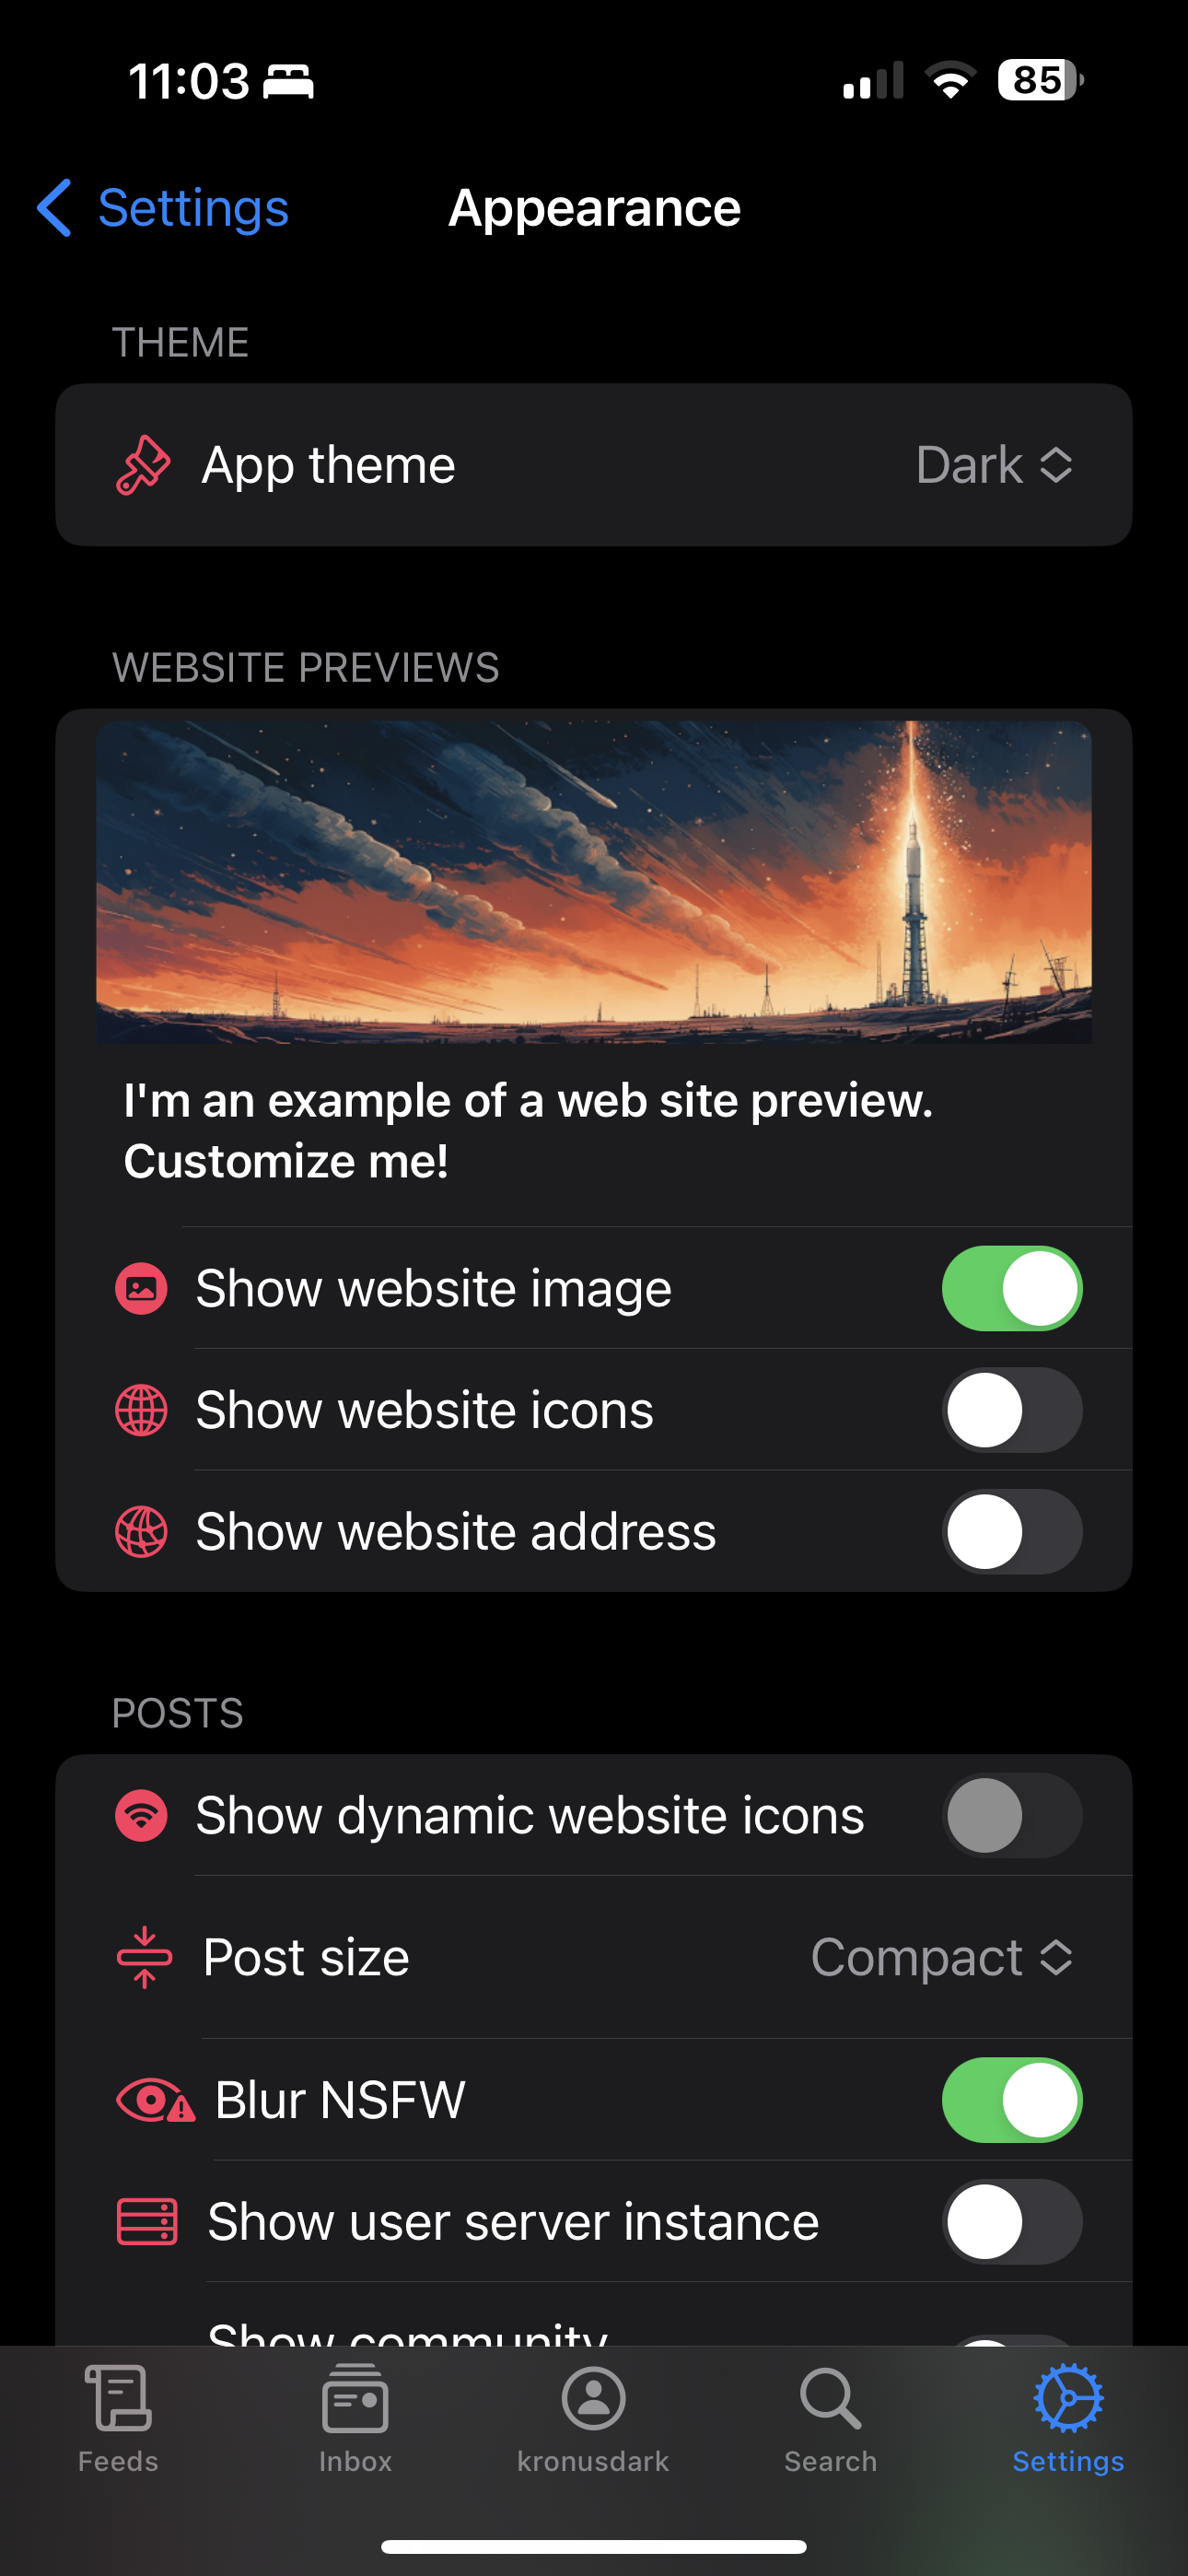 11:03
85
Settings
Appearance
THEME
App theme
Dark
WEBSITE PREVIEWS
I'm an example of a web site preview.
Customize me!
Show website image
Show website icons
Show website address
POSTS
Show dynamic website icons
Post size
Compact
Blur NSFW
Show user server instance
Show community
Feeds
Inbox
kronusdark
Search
Settings